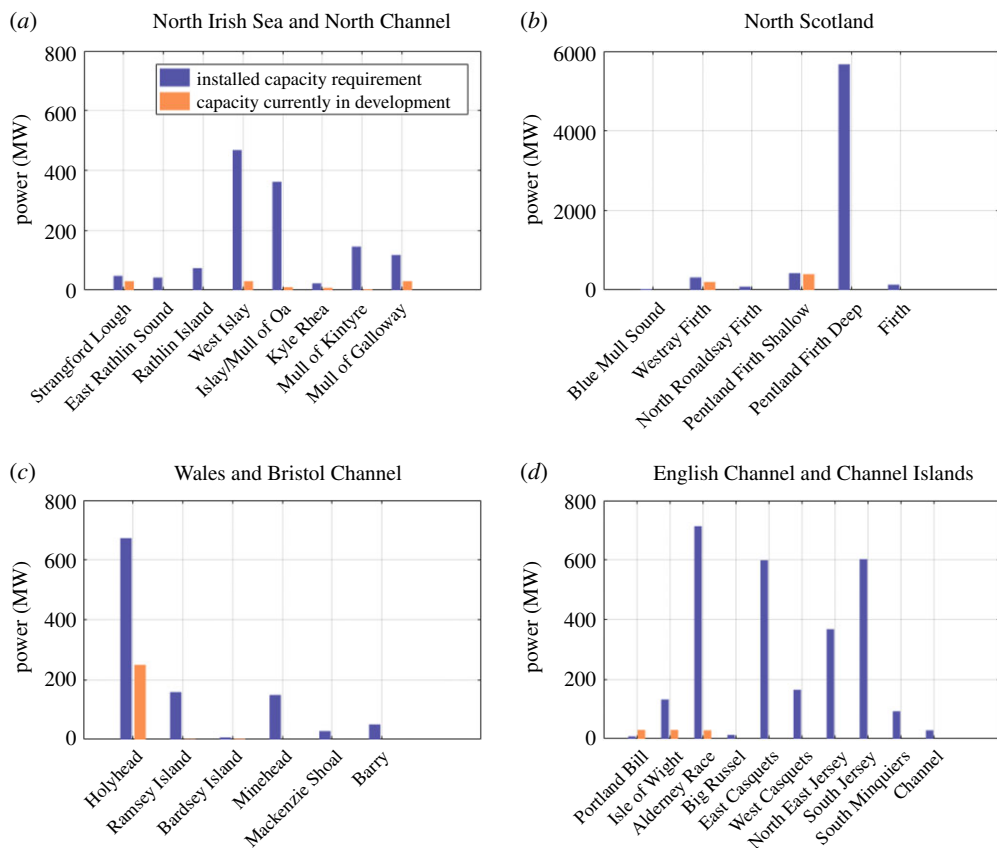 (a) North Irish Sea and North Channel
800
600
400
200
0
power (MW)
installed capacity requirement
capacity currently in development
Strangford Lough
East Rathlin Sound
Rathlin Island
West Islay
Islay/Mull of Oa
Kyle Rhea
Mull of Kintyre
Mull of Galloway
(b) North Scotland
6000
4000
2000
0
power (MW)
Blue Mull Sound
Westray Firth
North Ronaldsay Firth
Pentland Firth Shallow
Pentland Firth Deep
Firth
(c) Wales and Bristol Channel
800
600
400
200
0
power (MW)
Holyhead
Ramsey Island
Bardsey Island
Minehead
Mackenzie Shoal
Barry
(d) English Channel and Channel Islands
800
600
400
200
0
power (MW)
Portland Bill
Isle of Wight
Alderney Race
Big Russel
East Casquets
West Casquets
North East Jersey
South Jersey
South Minquiers
Channel